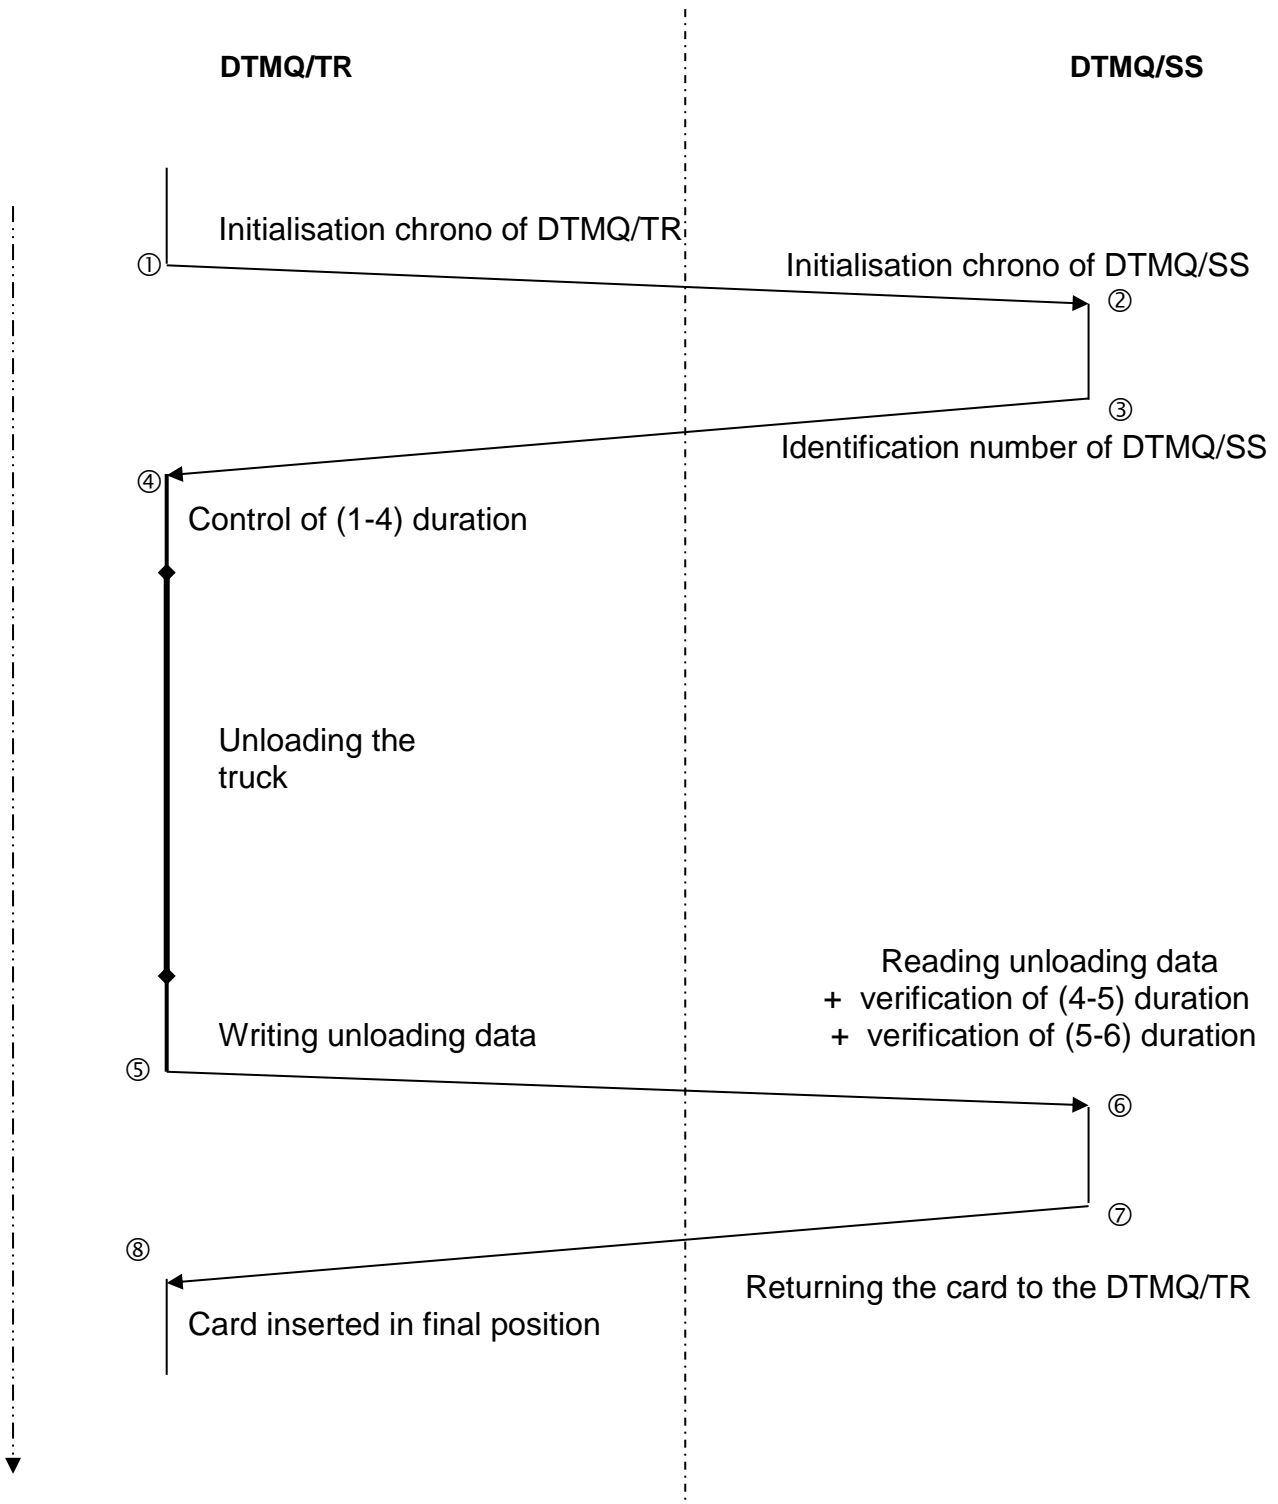 DTMQ/TR
DTMQ/SS
Initialisation chrono of DTMQ/TR
①
Initialisation chrono of DTMQ/SS
②
③
Identification number of DTMQ/SS
④
Control of (1-4) duration
Unloading the
truck
Reading unloading data
+ verification of (4-5) duration
+ verification of (5-6) duration
Writing unloading data
⑤
⑥
⑦
⑧
Returning the card to the DTMQ/TR
Card inserted in final position